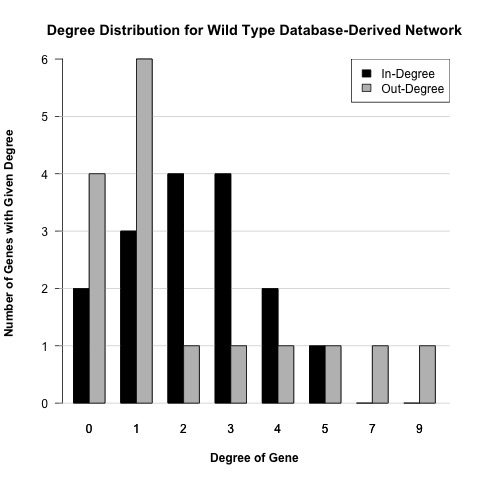 Degree Distribution for Wild Type Database-Derived Network
In-Degree
Out-Degree
Number of Genes with Given Degree
6
5
4
3
2
1
0
0 1 2 3 4 5 7 9
Degree of Gene